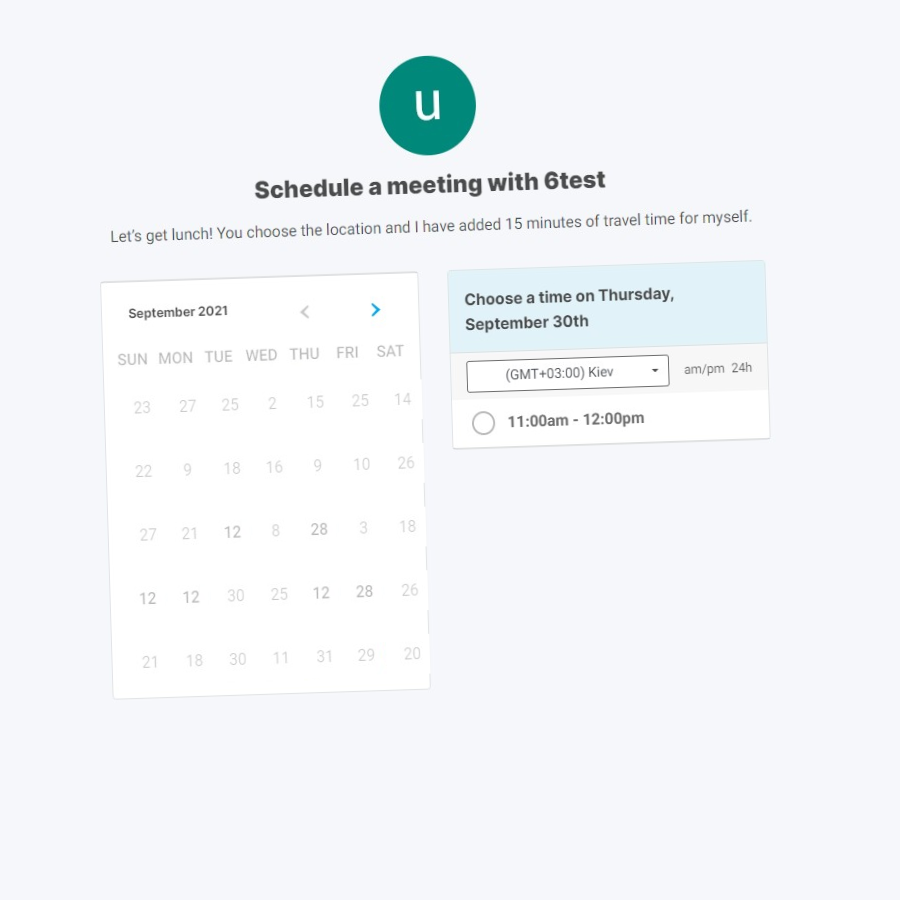 u
Schedule a meeting with 6test
Let's get lunch! You choose the location and I have added 15 minutes of travel time for myself.
September 2021
SUN MON TUE WED THU FRI SAT
23 27 25 2 15 25 14
22 9 18 16 9 10 26
27 21 12 8 28 3 18
12 12 30 25 12 28 26
21 18 30 11 31 29 20
Choose a time on Thursday,
September 30th
(GMT+03:00) Kiev am/pm 24h
11:00am - 12:00pm